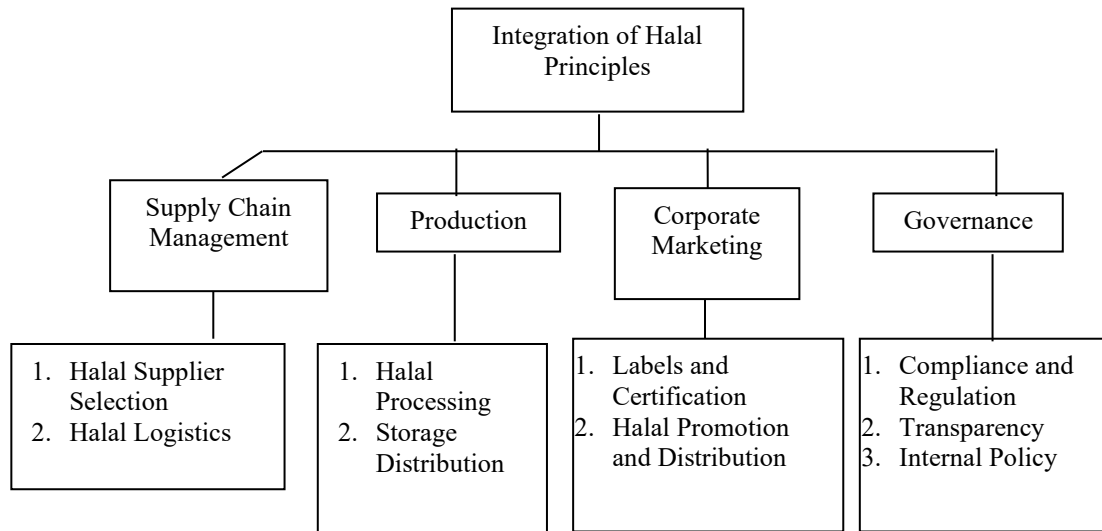 Integration of Halal
Principles
Supply Chain
Management
Production
Corporate
Marketing
Governance
1. Halal Supplier
Selection
2. Halal Logistics
1. Halal
Processing
2. Storage
Distribution
1. Labels and
Certification
2. Halal Promotion
and Distribution
1. Compliance and
Regulation
2. Transparency
3. Internal Policy